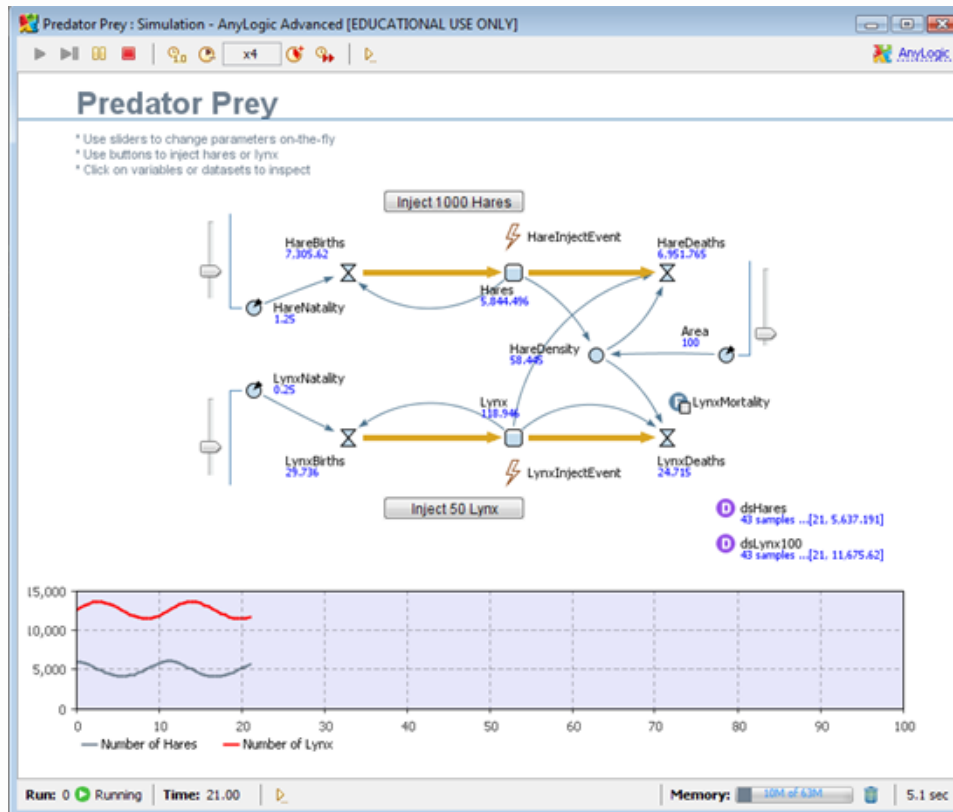 Predator Prey : Simulation - AnyLogic Advanced [EDUCATIONAL USE ONLY]
x4
AnyLogic
Predator Prey
* Use sliders to change parameters on-the-fly
* Use buttons to inject hares or lynx
* Click on variables or datasets to inspect
Inject 1000 Hares
HareInjectEvent
HareBirths
7,305.62
HareDeaths
6,951.765
Hares
5,844.496
HareNatality
1.25
Area
100
HareDensity
58.445
LynxNatality
0.25
Lynx
118.946
LynxMortality
LynxBirths
29.736
LynxInjectEvent
LynxDeaths
24.715
Inject 50 Lynx
D dsHares
43 samples ...[21, 5,637.191]
D dsLynx100
43 samples ...[21, 11,675.62]
15,000
10,000
5,000
0
0 10 20 30 40 50 60 70 80 90 100
Number of Hares Number of Lynx
Run: 0 Running Time: 21.00 Memory: 10M of 63M 5.1 sec